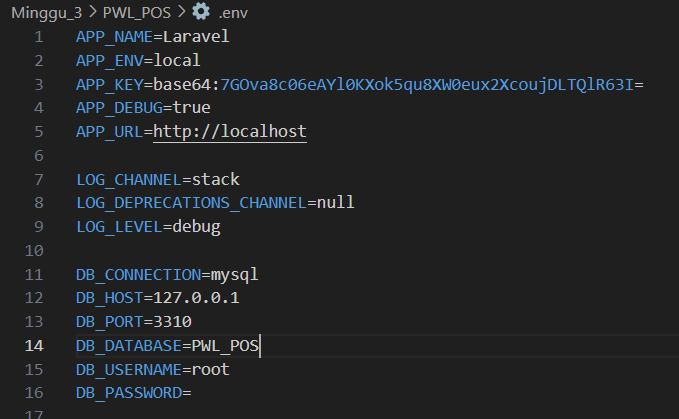 Minggu_3 > PWL_POS > .env
1 APP_NAME=Laravel
2 APP_ENV=local
3 APP_KEY=base64:7GOva8c06eAYl0KXok5qu8XW0eux2XcoujDLTQlR63I=
4 APP_DEBUG=true
5 APP_URL=http://localhost
6
7 LOG_CHANNEL=stack
8 LOG_DEPRECATIONS_CHANNEL=null
9 LOG_LEVEL=debug
10
11 DB_CONNECTION=mysql
12 DB_HOST=127.0.0.1
13 DB_PORT=3310
14 DB_DATABASE=PWL_POS
15 DB_USERNAME=root
16 DB_PASSWORD=
17